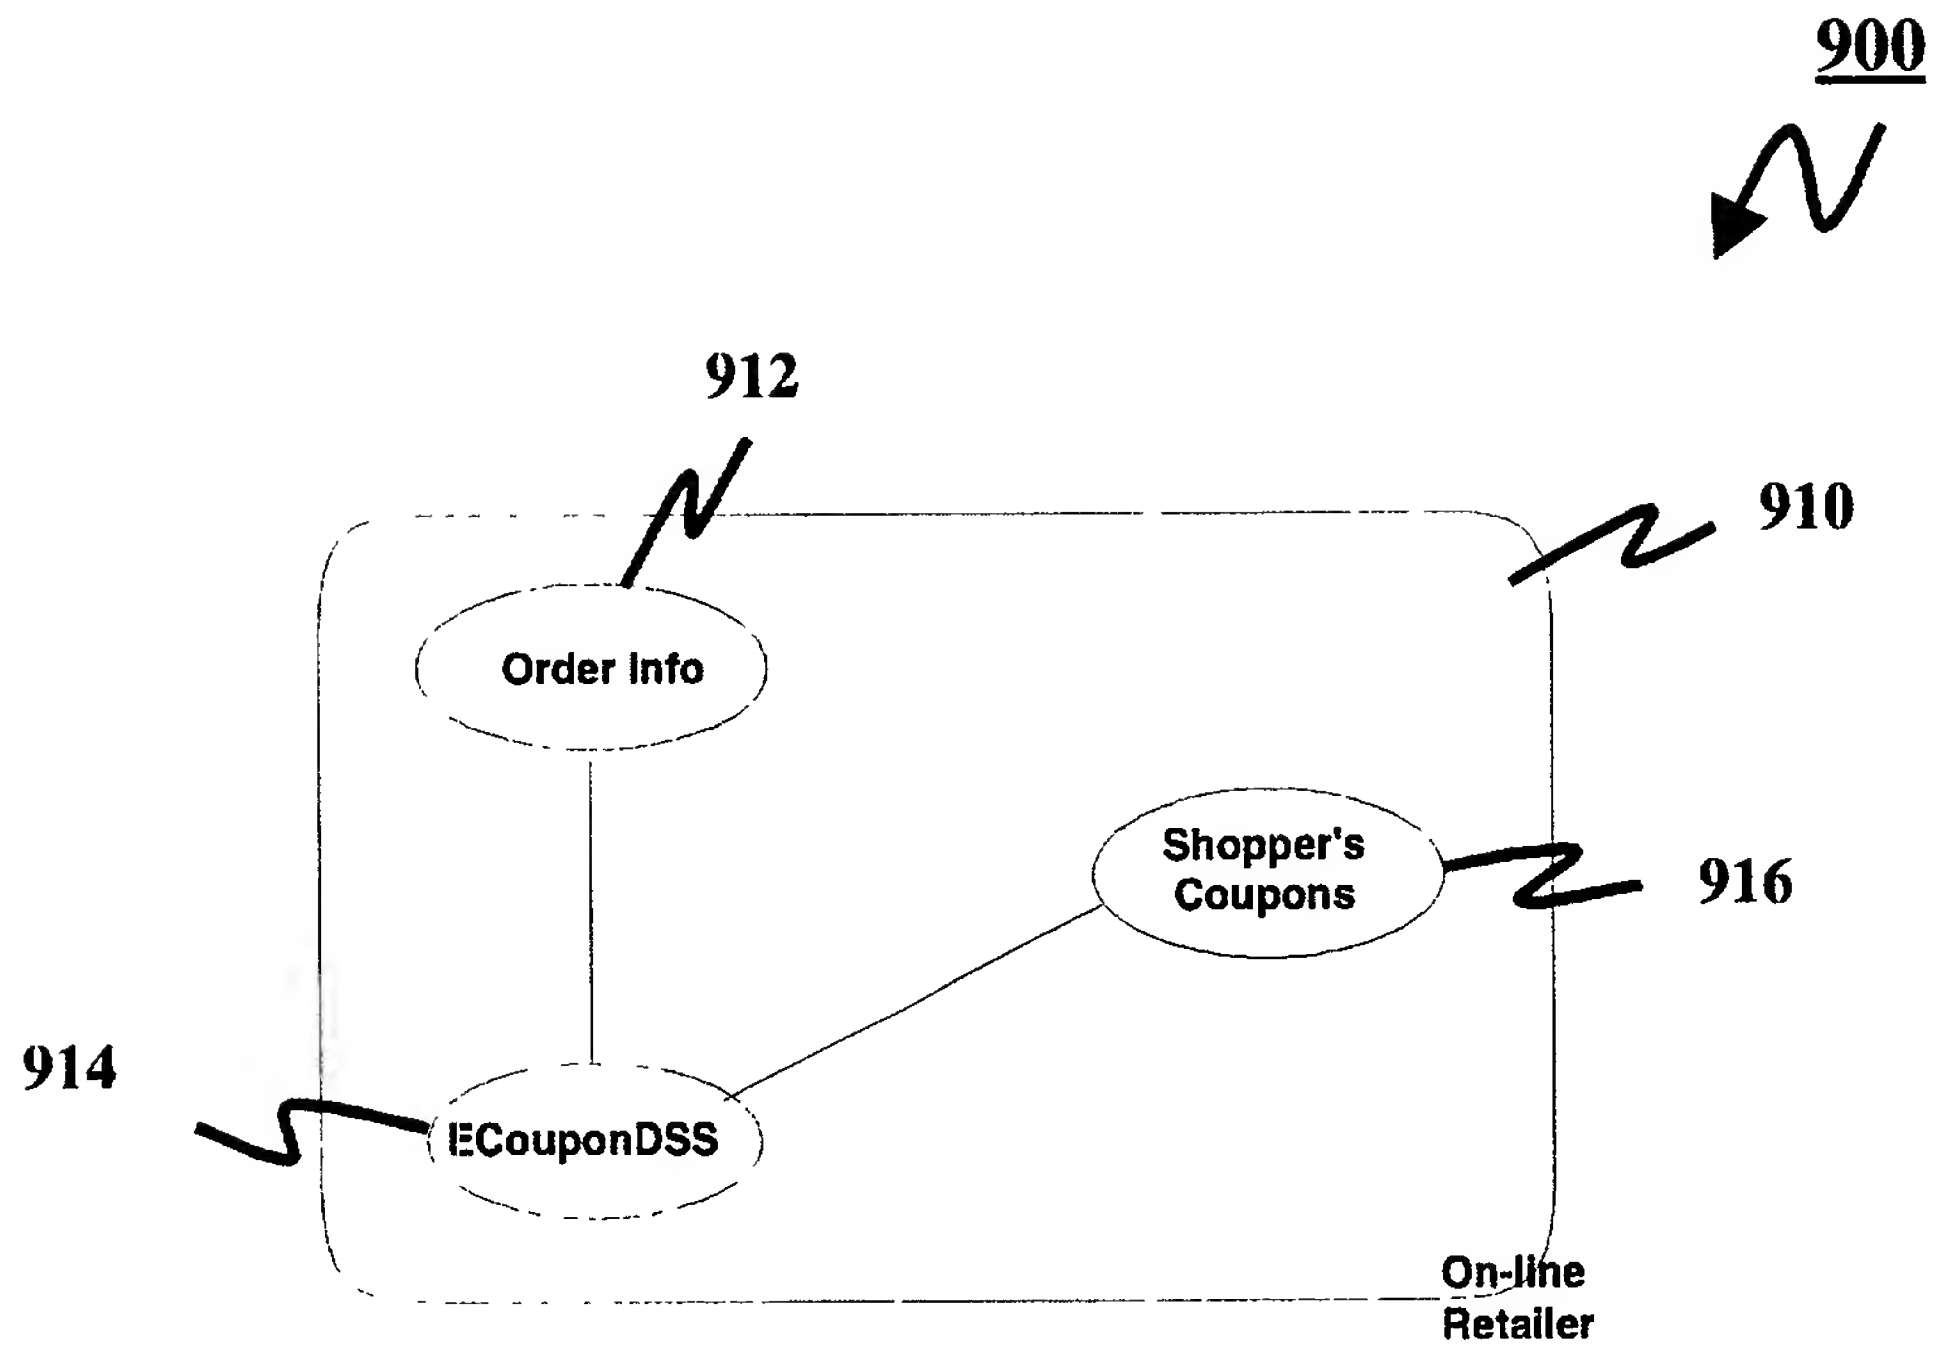 900
912
910
Order Info
Shopper's
Coupons
916
914
ECouponDSS
On-line
Retailer